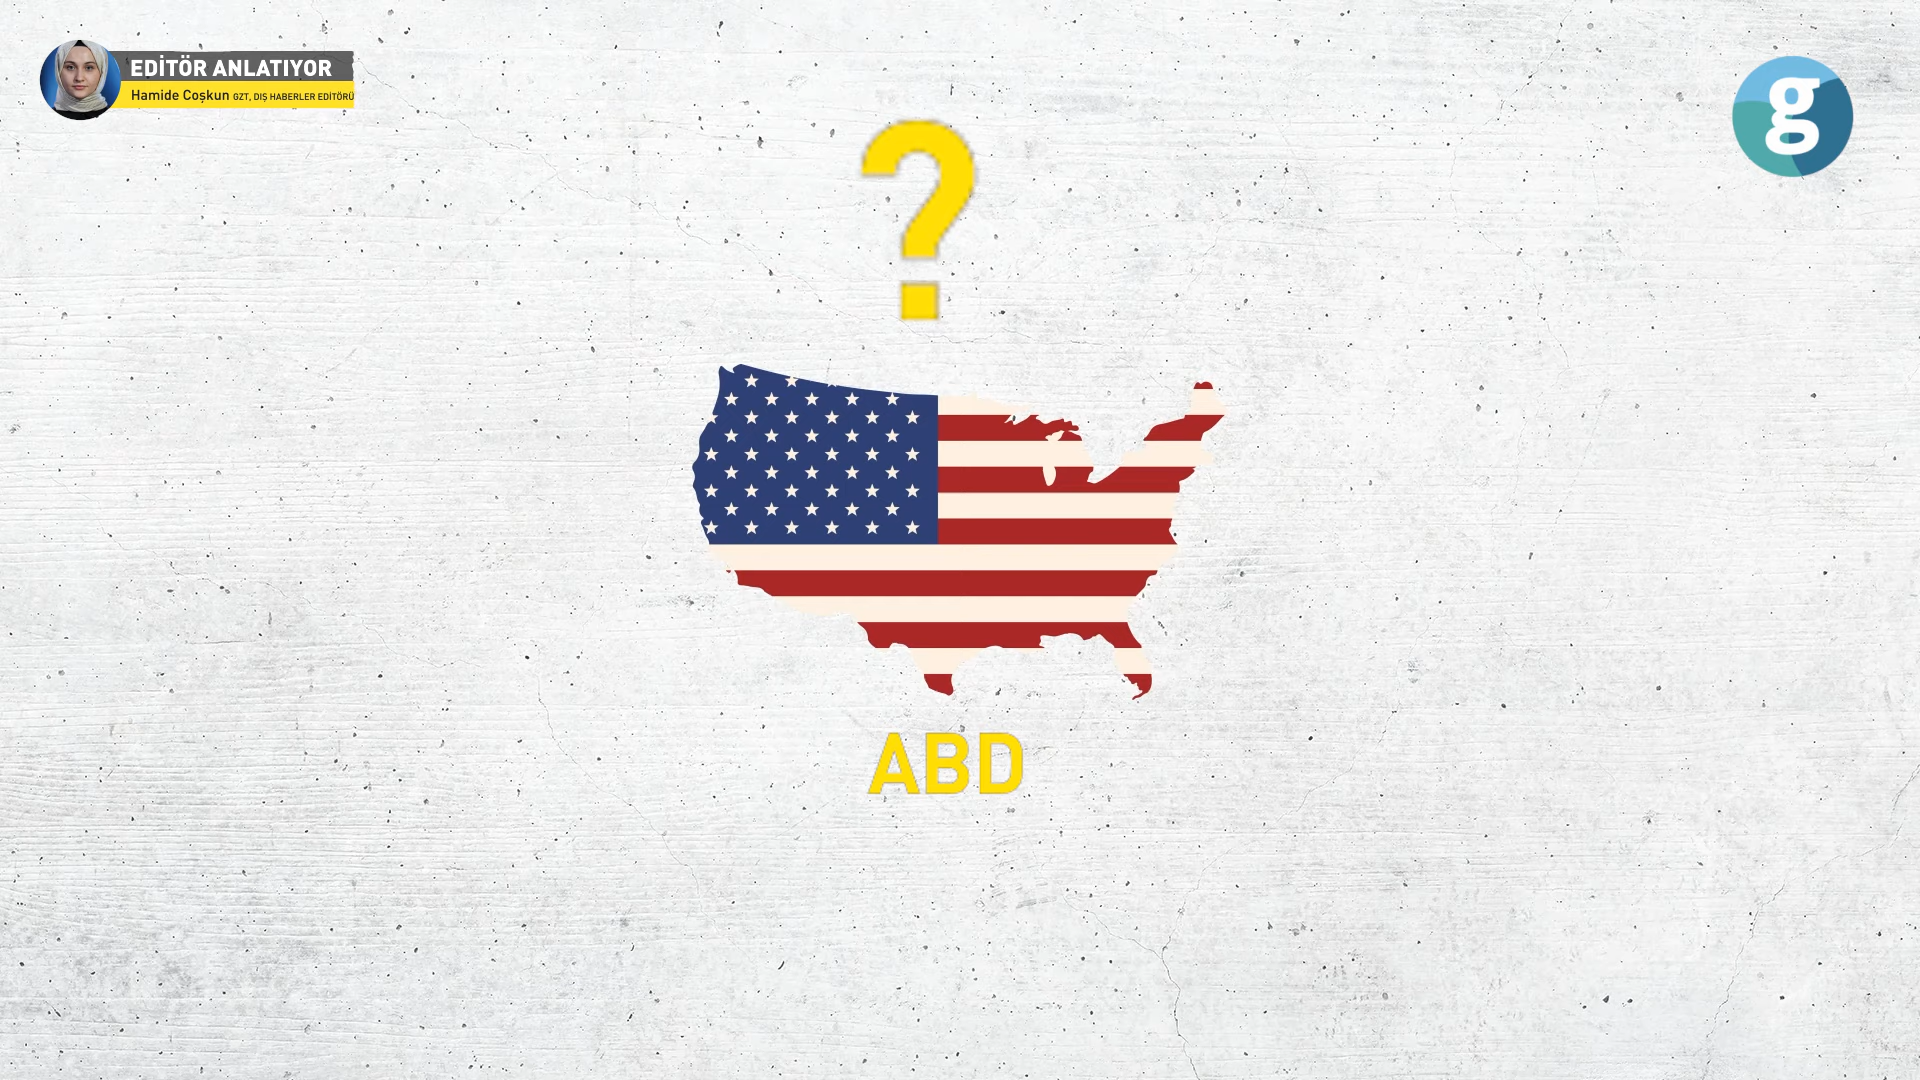 EDİTÖR ANLATIYOR
Hamide Coşkun GZT, DIŞ HABERLER EDİTÖRÜ
g
?
ABD